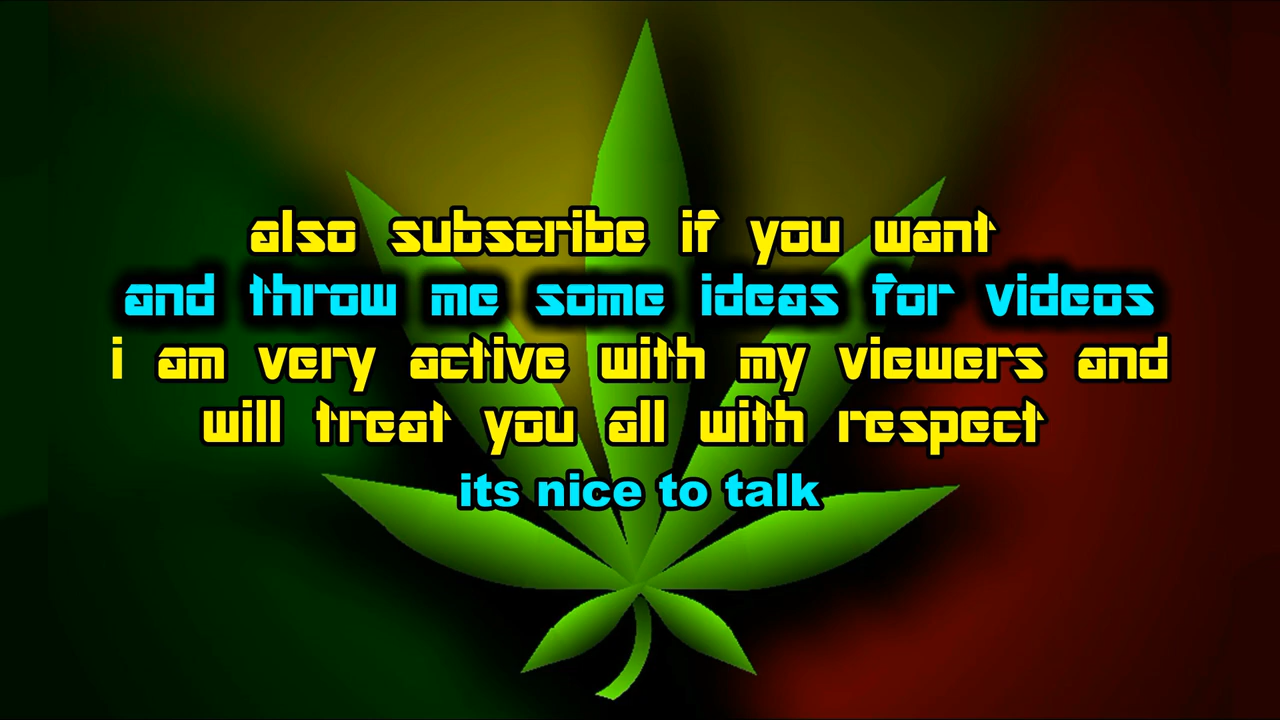 also subscribe if you want
and throw me some ideas for videos
i am very active with my viewers and
will treat you all with respect
its nice to talk